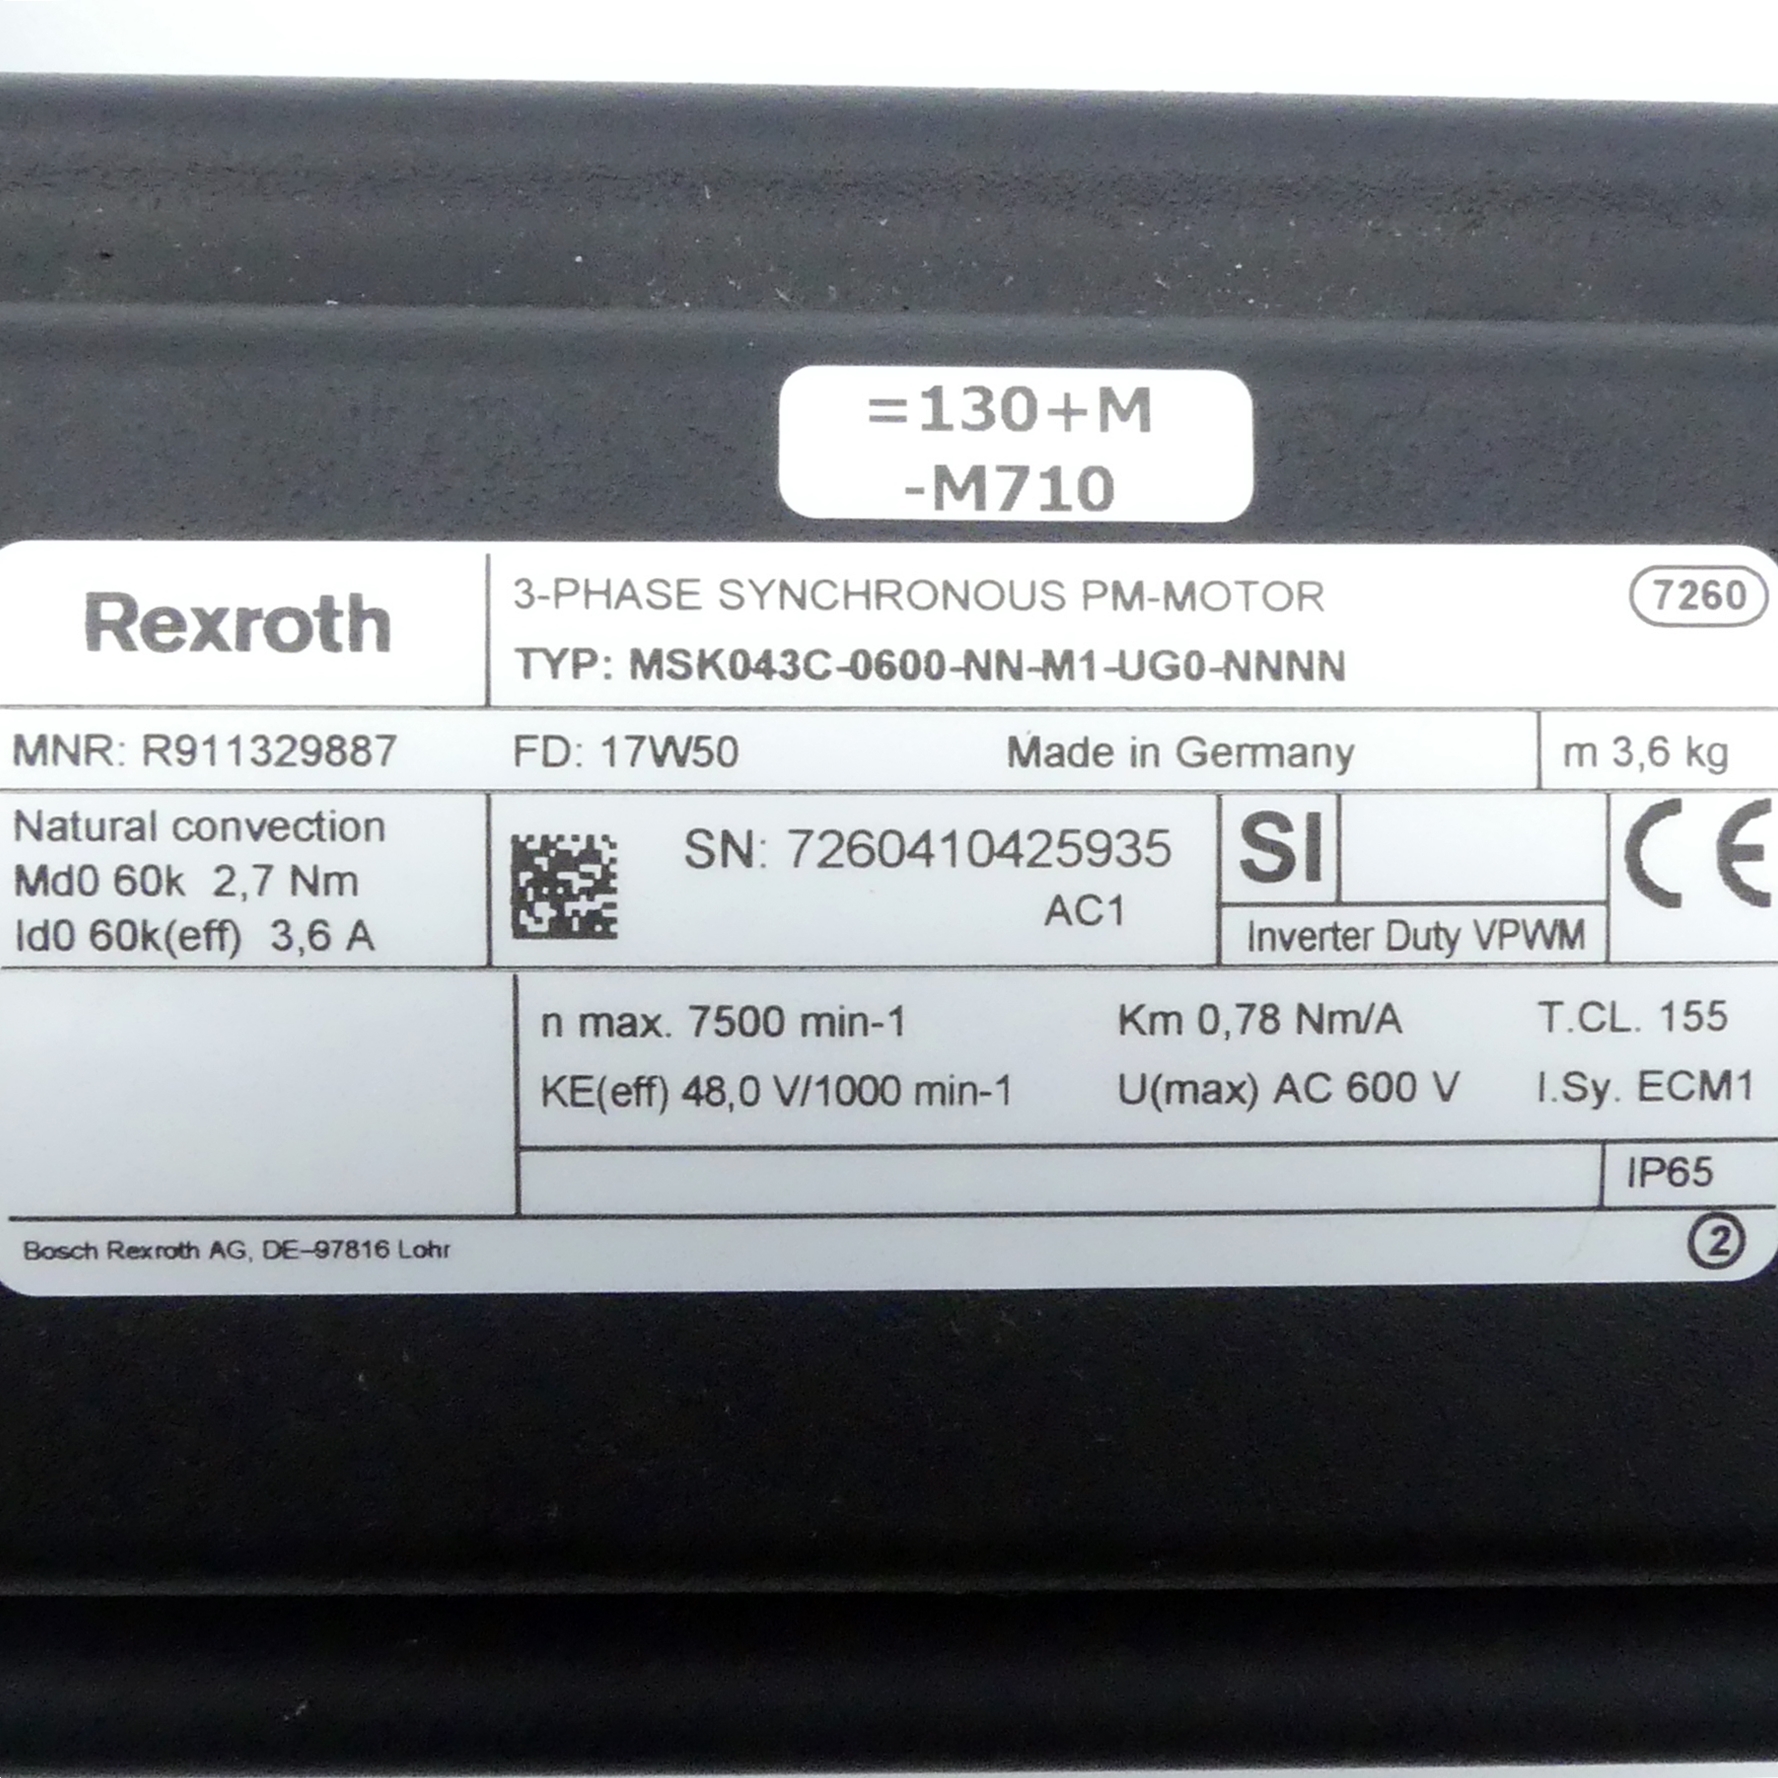 =130+M
-M710
Rexroth
3-PHASE SYNCHRONOUS PM-MOTOR
7260
TYP: MSK043C-0600-NN-M1-UG0-NNNN
MNR: R911329887 FD: 17W50 Made in Germany m 3,6 kg
Natural convection
Md0 60k 2,7 Nm
Id0 60k(eff) 3,6 A
SN: 7260410425935
AC1
SI
Inverter Duty VPWM
CE
n max. 7500 min-1 Km 0,78 Nm/A T.CL. 155
KE(eff) 48,0 V/1000 min-1 U(max) AC 600 V I.Sy. ECM1
IP65
Bosch Rexroth AG, DE-97816 Lohr
2